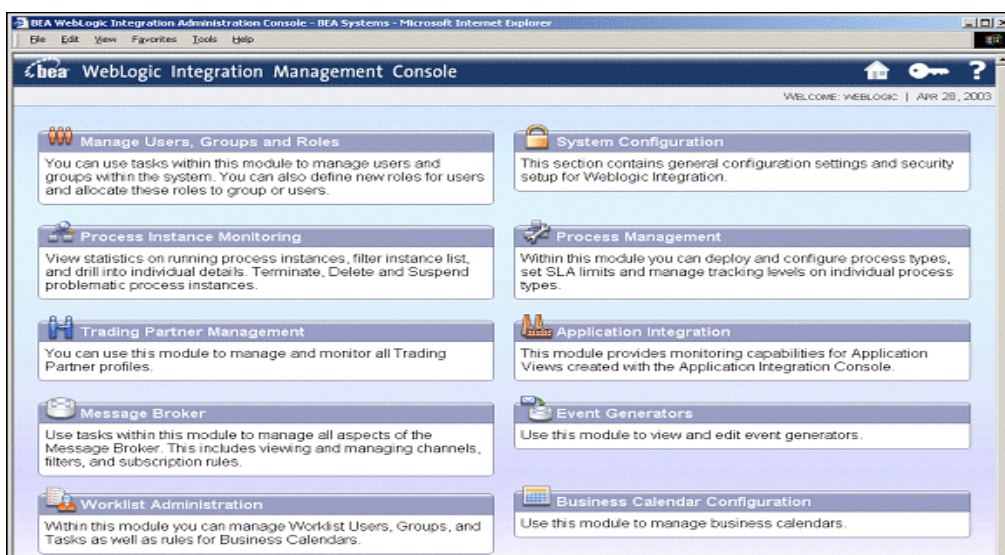 BEA WebLogic Integration Administration Console - BEA Systems - Microsoft Internet Explorer
File Edit View Favorites Tools Help
bea WebLogic Integration Management Console ?
WELCOME: WEBLOGIC | APR 28, 2003
Manage Users, Groups and Roles
You can use tasks within this module to manage users and
groups within the system. You can also define new roles for users
and allocate these roles to group or users.
System Configuration
This section contains general configuration settings and security
setup for Weblogic Integration.
Process Instance Monitoring
View statistics on running process instances, filter instance list,
and drill into individual details. Terminate, Delete and Suspend
problematic process instances.
Process Management
Within this module you can deploy and configure process types,
set SLA limits and manage tracking levels on individual process
types.
Trading Partner Management
You can use this module to manage and monitor all Trading
Partner profiles.
Application Integration
This module provides monitoring capabilities for Application
Views created with the Application Integration Console.
Message Broker
Use tasks within this module to manage all aspects of the
Message Broker. This includes viewing and managing channels,
filters, and subscription rules.
Event Generators
Use this module to view and edit event generators.
Worklist Administration
Within this module you can manage Worklist Users, Groups, and
Tasks as well as rules for Business Calendars.
Business Calendar Configuration
Use this module to manage business calendars.